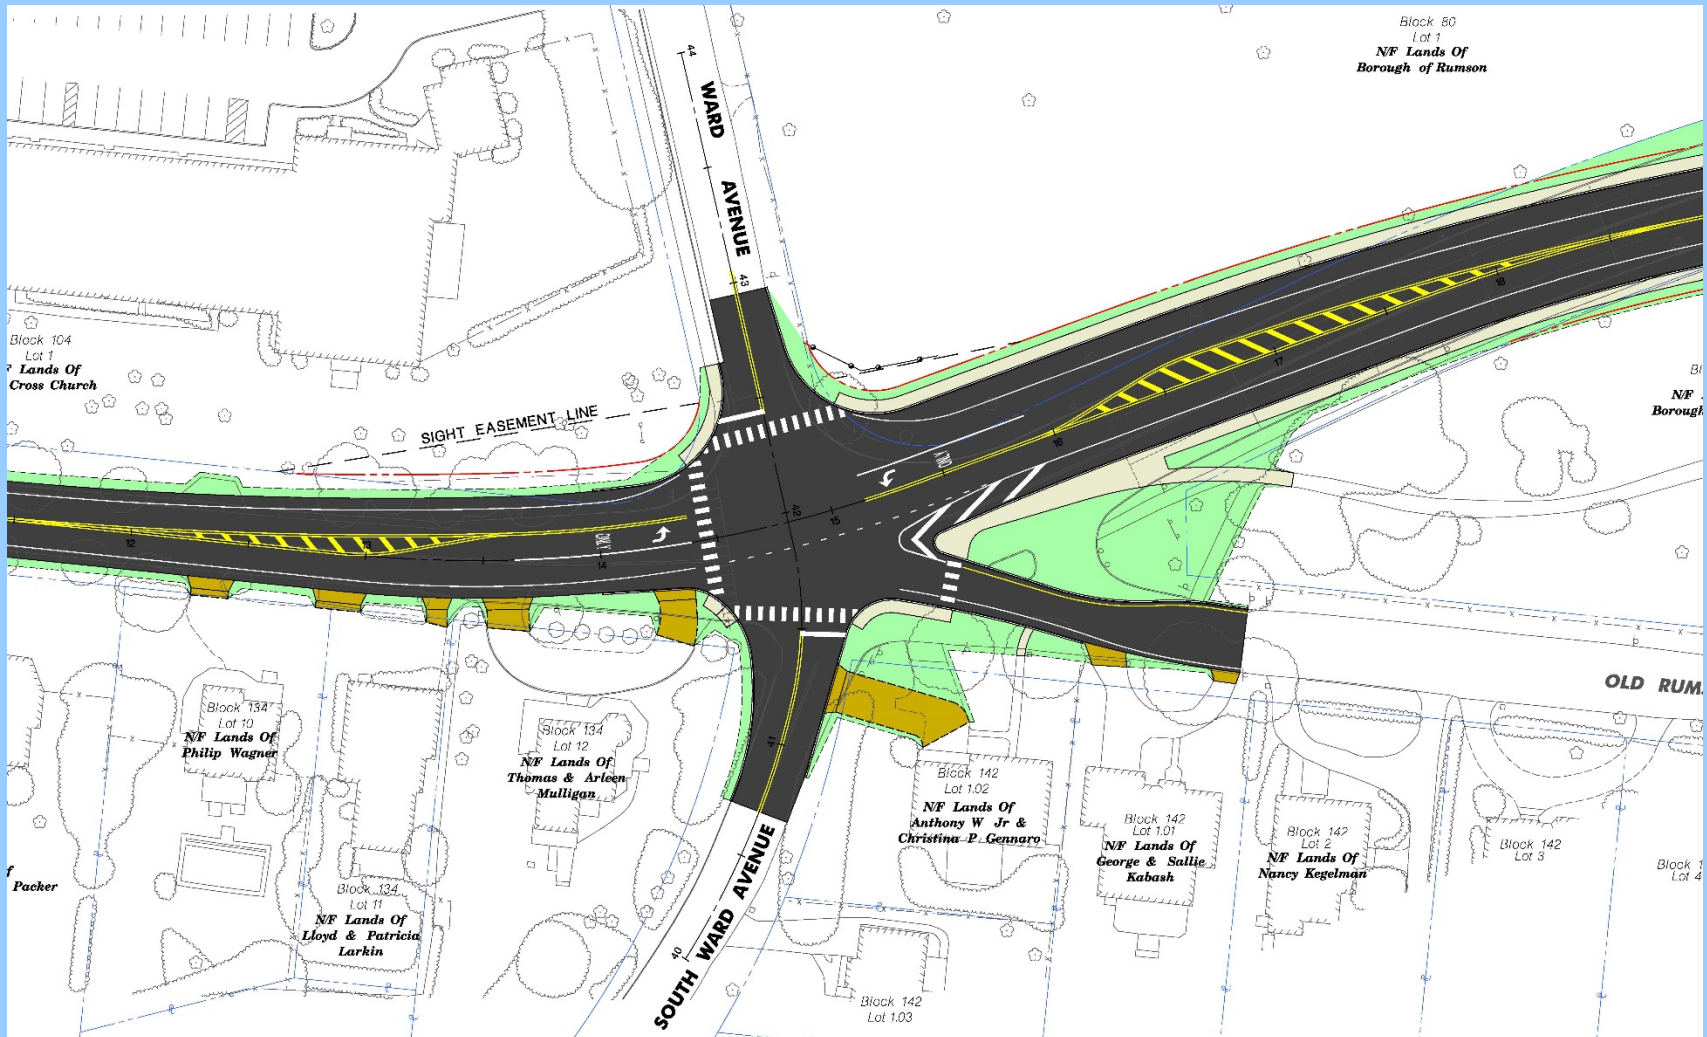 Block 80
Lot 1
N/F Lands Of
Borough of Rumson
44
WARD
AVENUE
43
Block 104
Lot 1
Lands Of
Cross Church
SIGHT EASEMENT LINE
N/F
Borough
18
17
16
ONLY
15
42
12
13
14
ONLY
41
40
OLD RUM
SOUTH WARD AVENUE
Block 134
Lot 10
N/F Lands Of
Philip Wagner
Block 134
Lot 12
N/F Lands Of
Thomas & Arleen
Mulligan
Block 134
Lot 11
N/F Lands Of
Lloyd & Patricia
Larkin
Packer
Block 142
Lot 1.02
N/F Lands Of
Anthony W Jr &
Christina P Gennaro
Block 142
Lot 1.01
N/F Lands Of
George & Sallie
Kabash
Block 142
Lot 2
N/F Lands Of
Nancy Kegelman
Block 142
Lot 3
Block 1
Lot 4
Block 142
Lot 1.03